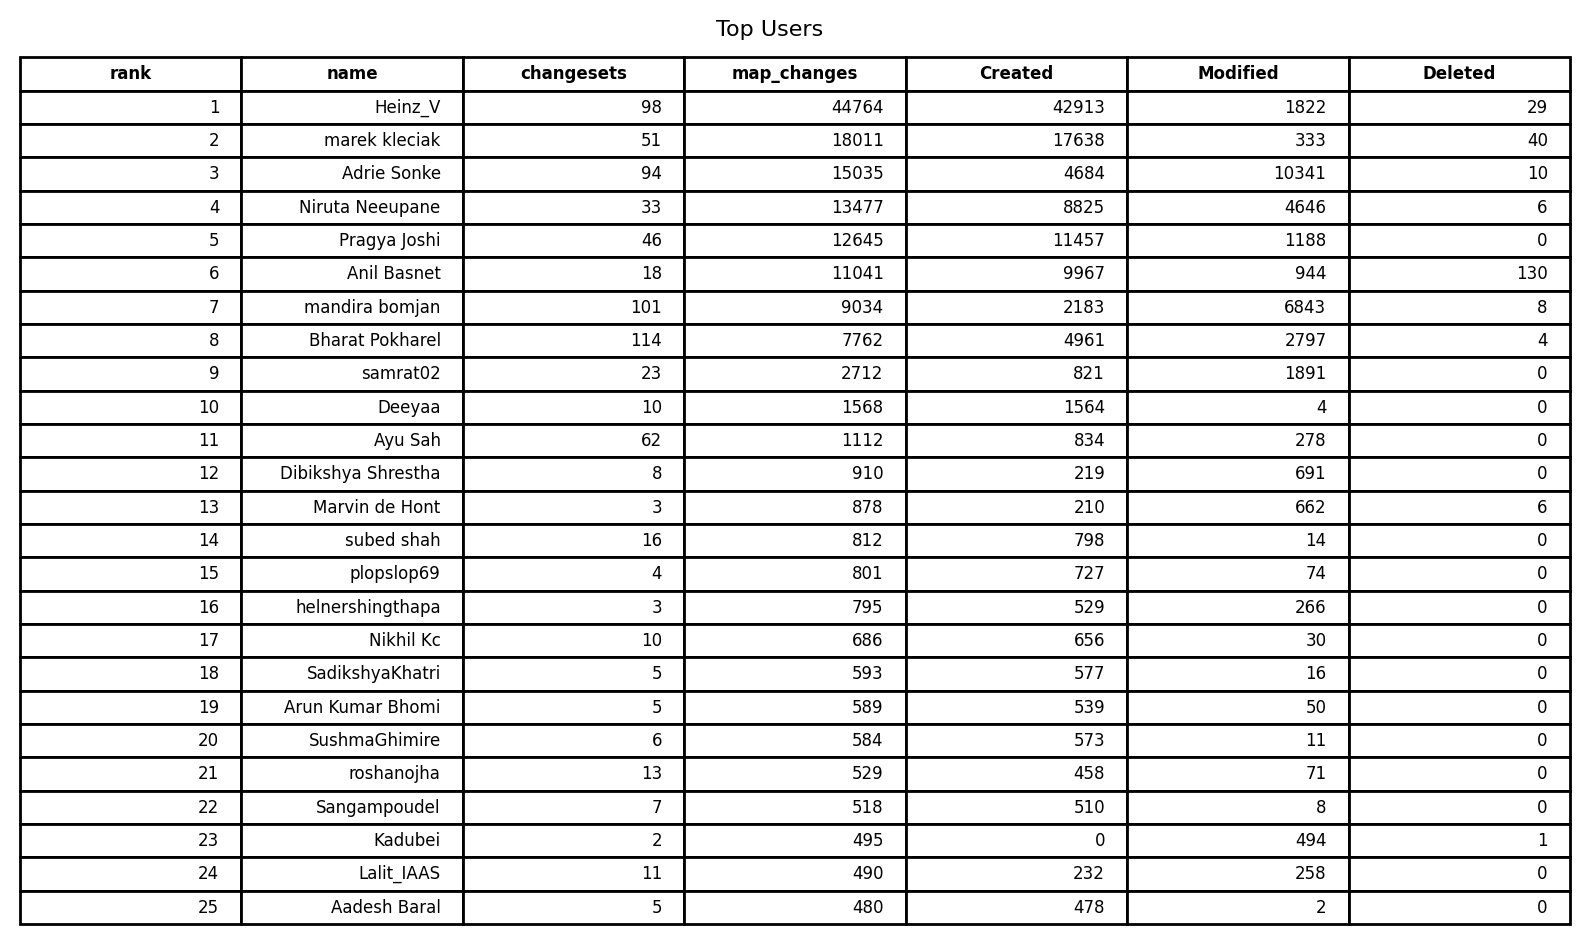 Top Users
rank name changesets map_changes Created Modified Deleted
1 Heinz_V 98 44764 42913 1822 29
2 marek kleciak 51 18011 17638 333 40
3 Adrie Sonke 94 15035 4684 10341 10
4 Niruta Neeupane 33 13477 8825 4646 6
5 Pragya Joshi 46 12645 11457 1188 0
6 Anil Basnet 18 11041 9967 944 130
7 mandira bomjan 101 9034 2183 6843 8
8 Bharat Pokharel 114 7762 4961 2797 4
9 samrat02 23 2712 821 1891 0
10 Deeyaa 10 1568 1564 4 0
11 Ayu Sah 62 1112 834 278 0
12 Dibikshya Shrestha 8 910 219 691 0
13 Marvin de Hont 3 878 210 662 6
14 subed shah 16 812 798 14 0
15 plopslop69 4 801 727 74 0
16 helnershingthapa 3 795 529 266 0
17 Nikhil Kc 10 686 656 30 0
18 SadikshyaKhatri 5 593 577 16 0
19 Arun Kumar Bhomi 5 589 539 50 0
20 SushmaGhimire 6 584 573 11 0
21 roshanojha 13 529 458 71 0
22 Sangampoudel 7 518 510 8 0
23 Kadubei 2 495 0 494 1
24 Lalit_IAAS 11 490 232 258 0
25 Aadesh Baral 5 480 478 2 0